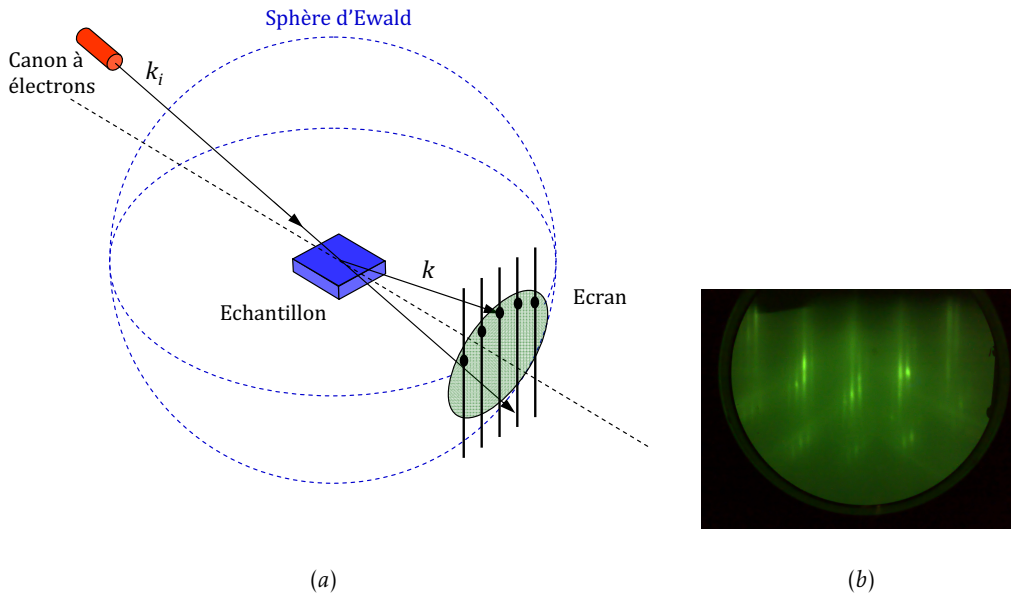 Sphère d'Ewald
Canon à
électrons
k_i
k
Echantillon
Ecran
(a)
(b)